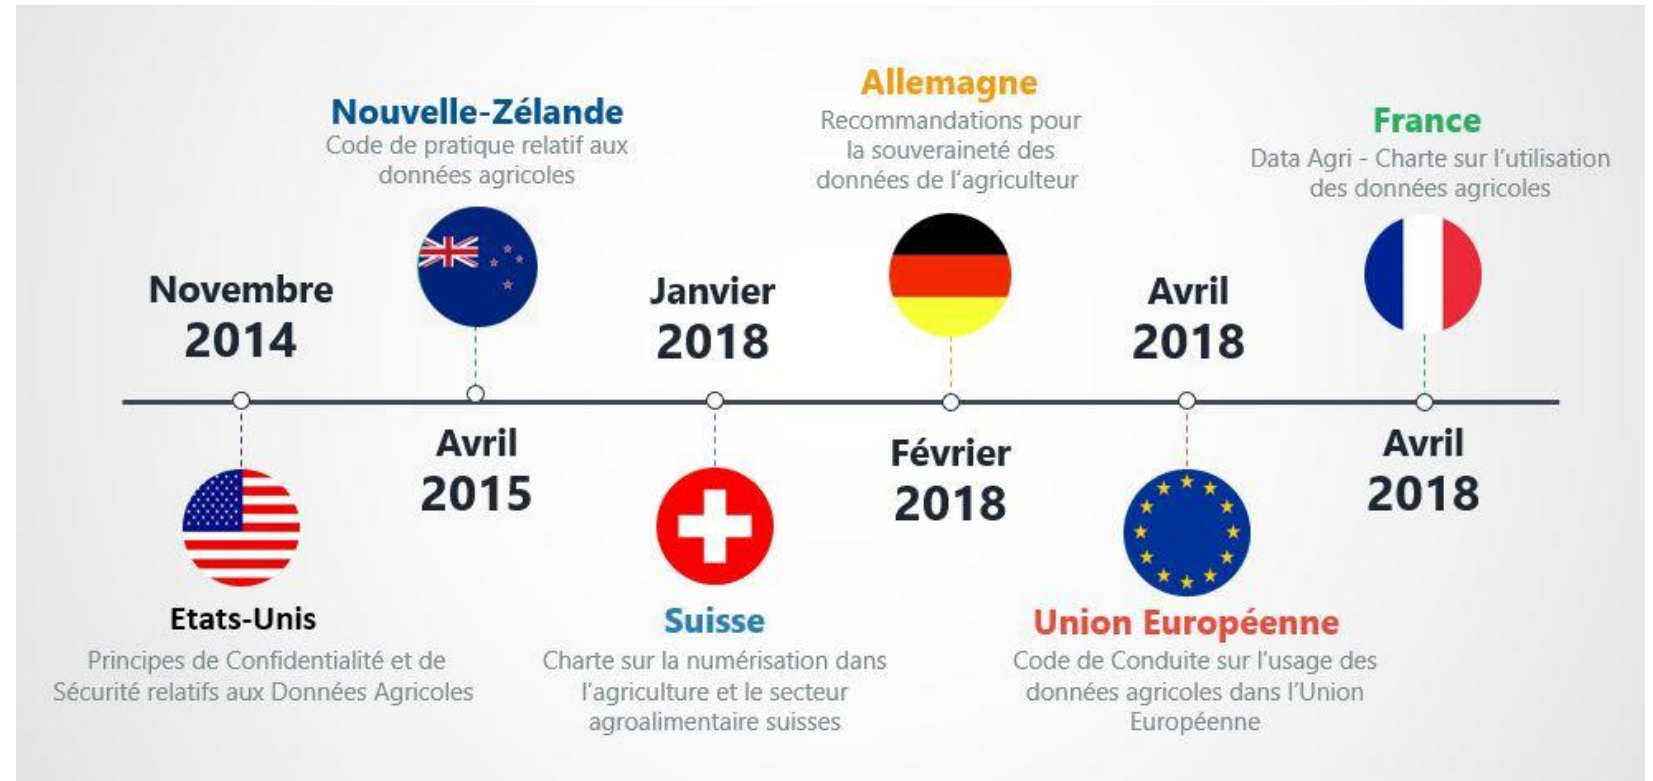 Novembre
2014
Etats-Unis
Principes de Confidentialité et de
Sécurité relatifs aux Données Agricoles
Nouvelle-Zélande
Code de pratique relatif aux
données agricoles
Avril
2015
Janvier
2018
Suisse
Charte sur la numérisation dans
l'agriculture et le secteur
agroalimentaire suisses
Allemagne
Recommandations pour
la souveraineté des
données de l'agriculteur
Février
2018
Avril
2018
Union Européenne
Code de Conduite sur l'usage des
données agricoles dans l'Union
Européenne
France
Data Agri - Charte sur l'utilisation
des données agricoles
Avril
2018